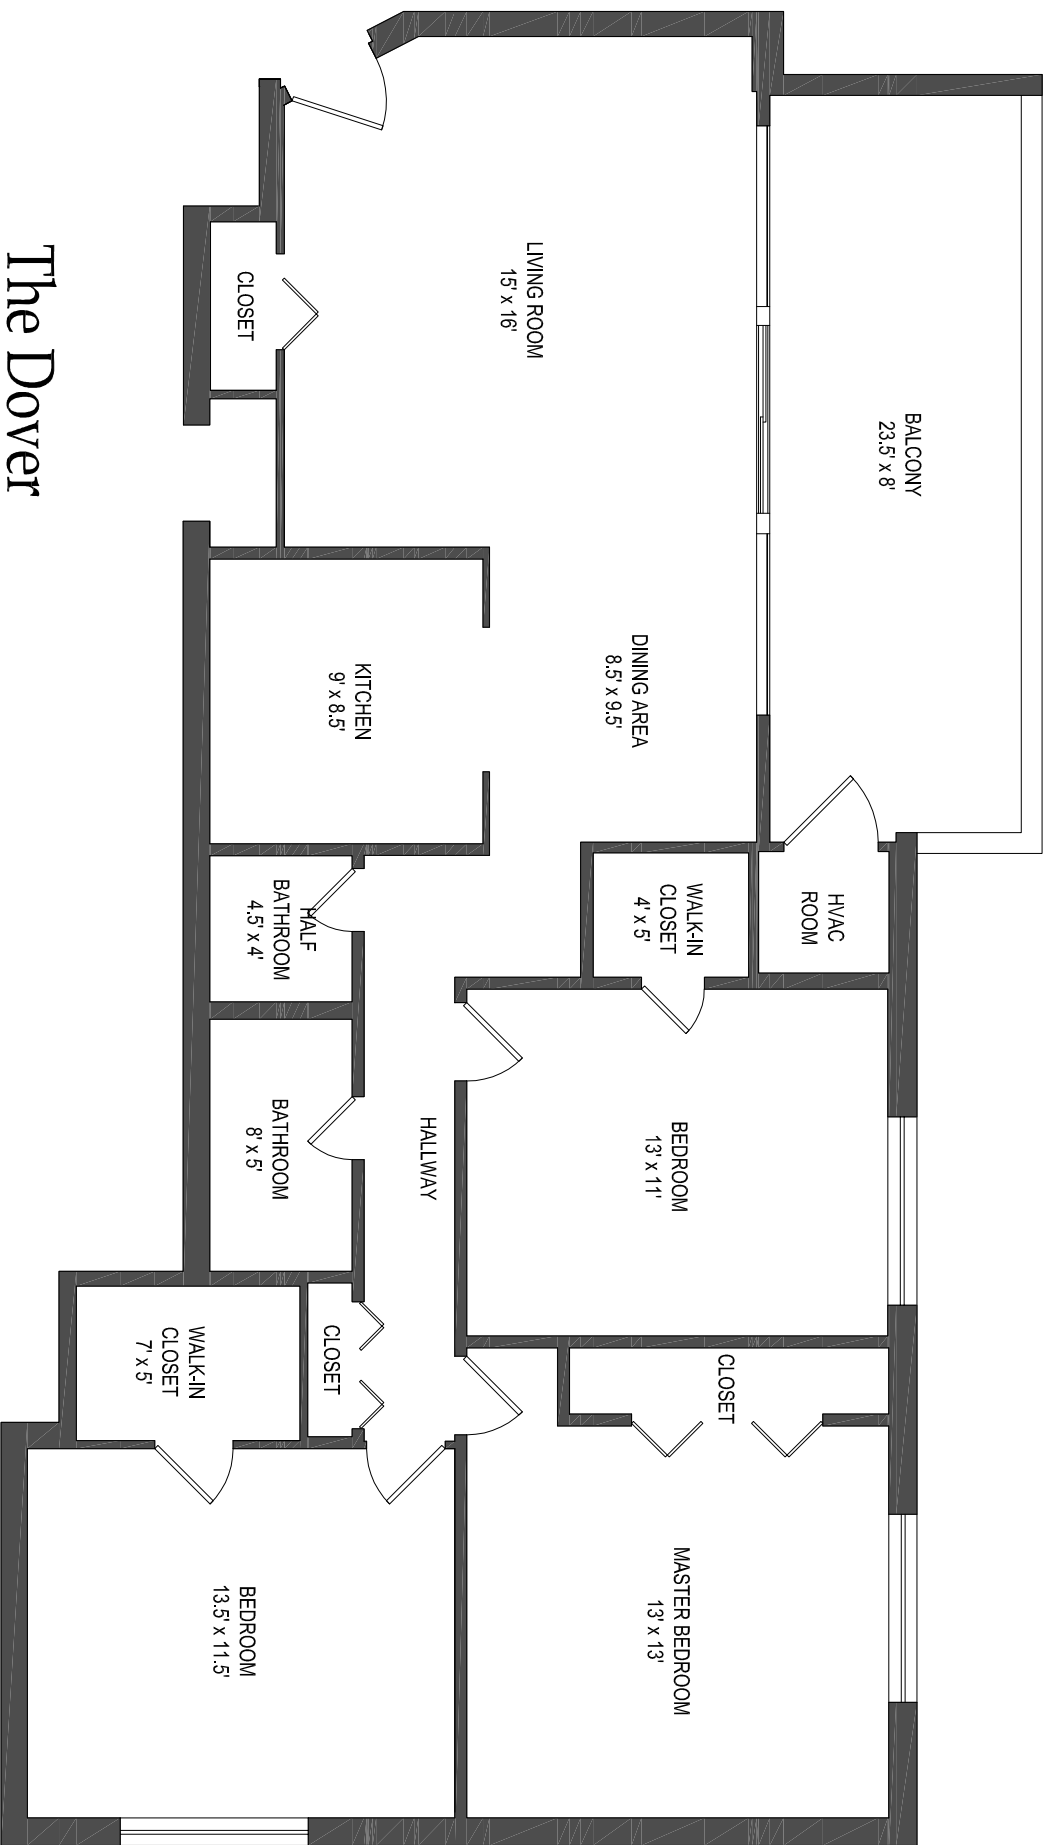 BALCONY
23.5' x 8'
HVAC
ROOM
LIVING ROOM
15' x 16'
DINING AREA
8.5' x 9.5'
WALK-IN
CLOSET
4' x 5'
BEDROOM
13' x 11'
CLOSET
MASTER BEDROOM
13' x 13'
HALLWAY
CLOSET
KITCHEN
9' x 8.5'
HALF
BATHROOM
4.5' x 4'
BATHROOM
8' x 5'
CLOSET
WALK-IN
CLOSET
7' x 5'
BEDROOM
13.5' x 11.5'
The Dover